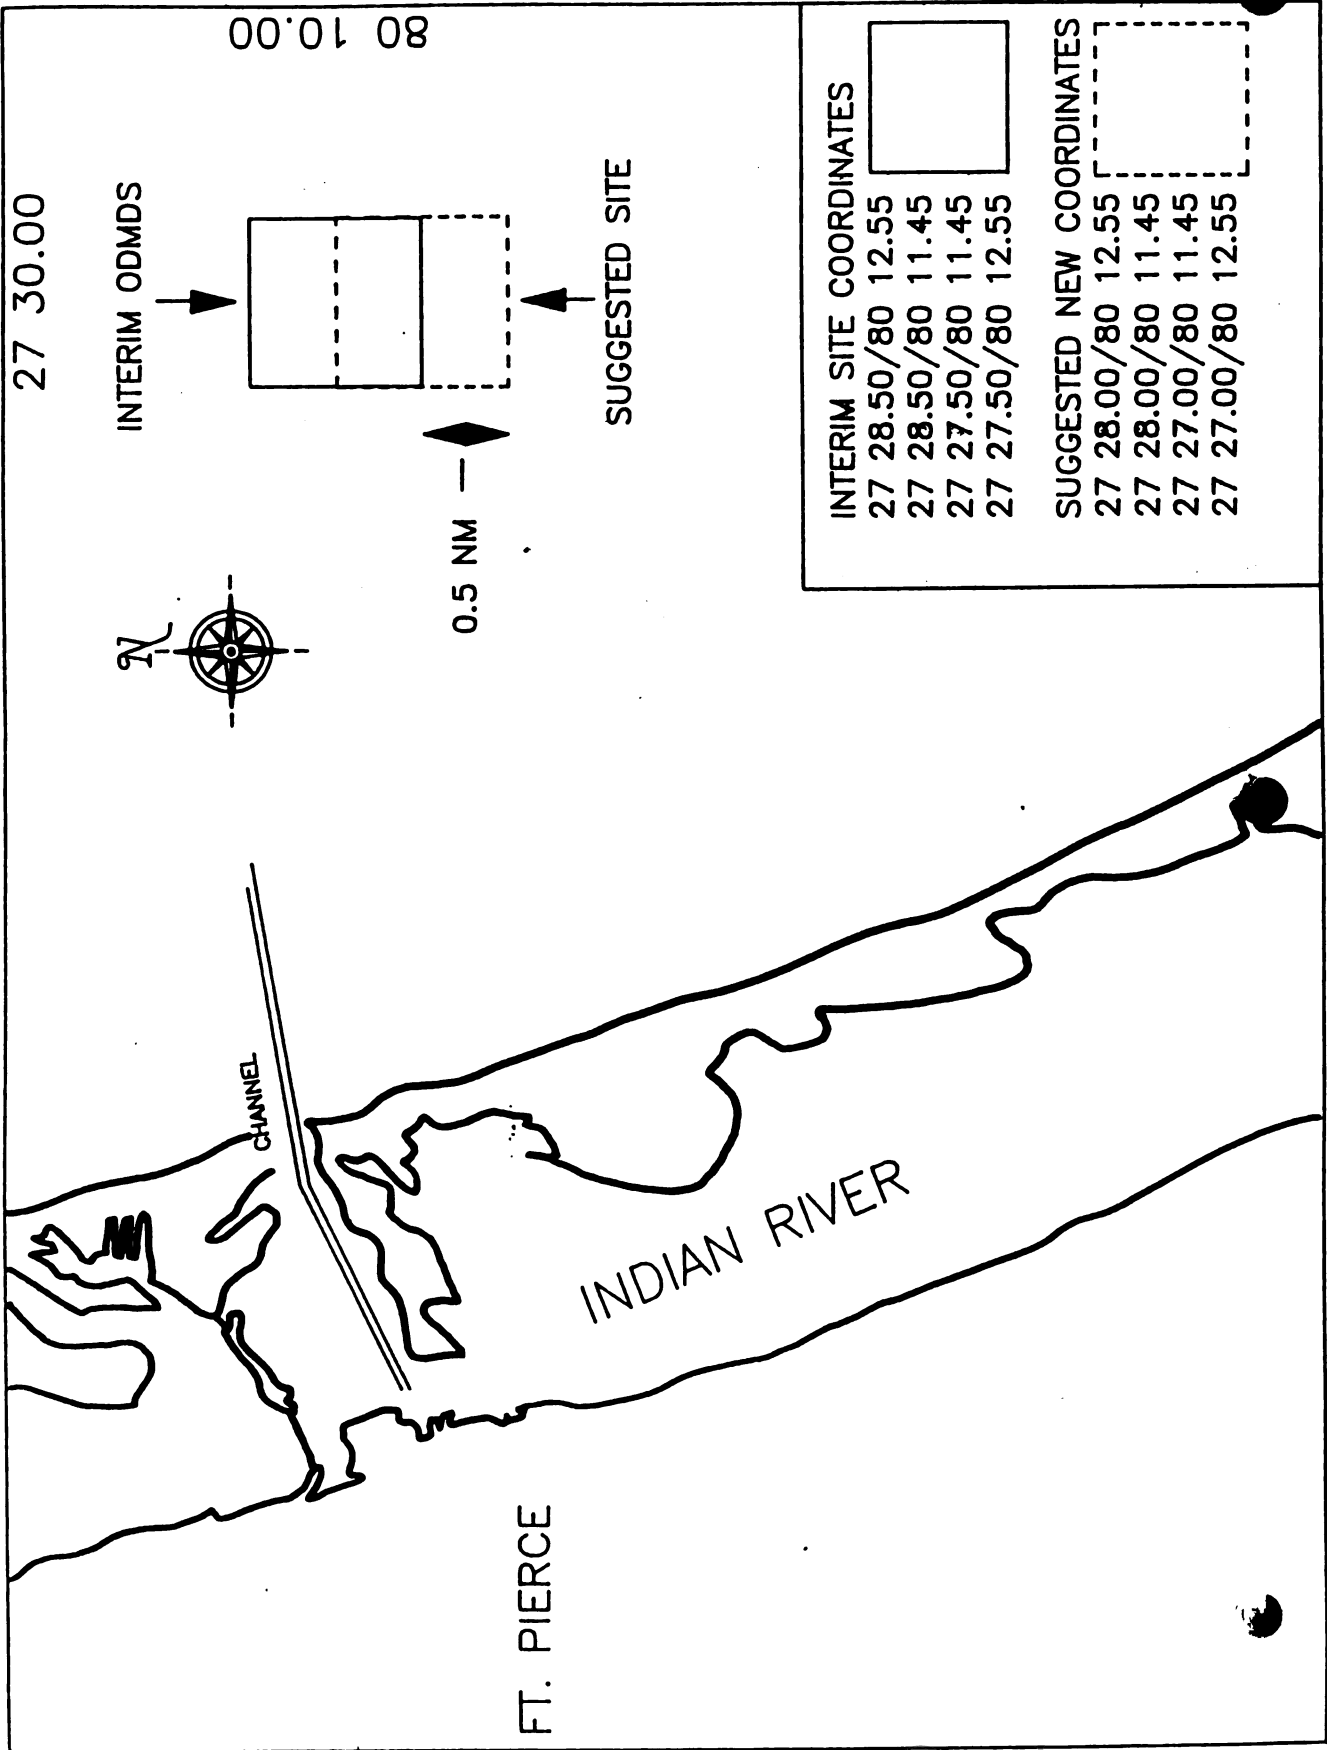 27 30.00
80 10.00
INTERIM ODMDS
N
0.5 NM
SUGGESTED SITE
CHANNEL
INDIAN RIVER
FT. PIERCE
INTERIM SITE COORDINATES
27 28.50/80 12.55
27 28.50/80 11.45
27 27.50/80 11.45
27 27.50/80 12.55
SUGGESTED NEW COORDINATES
27 28.00/80 12.55
27 28.00/80 11.45
27 27.00/80 11.45
27 27.00/80 12.55